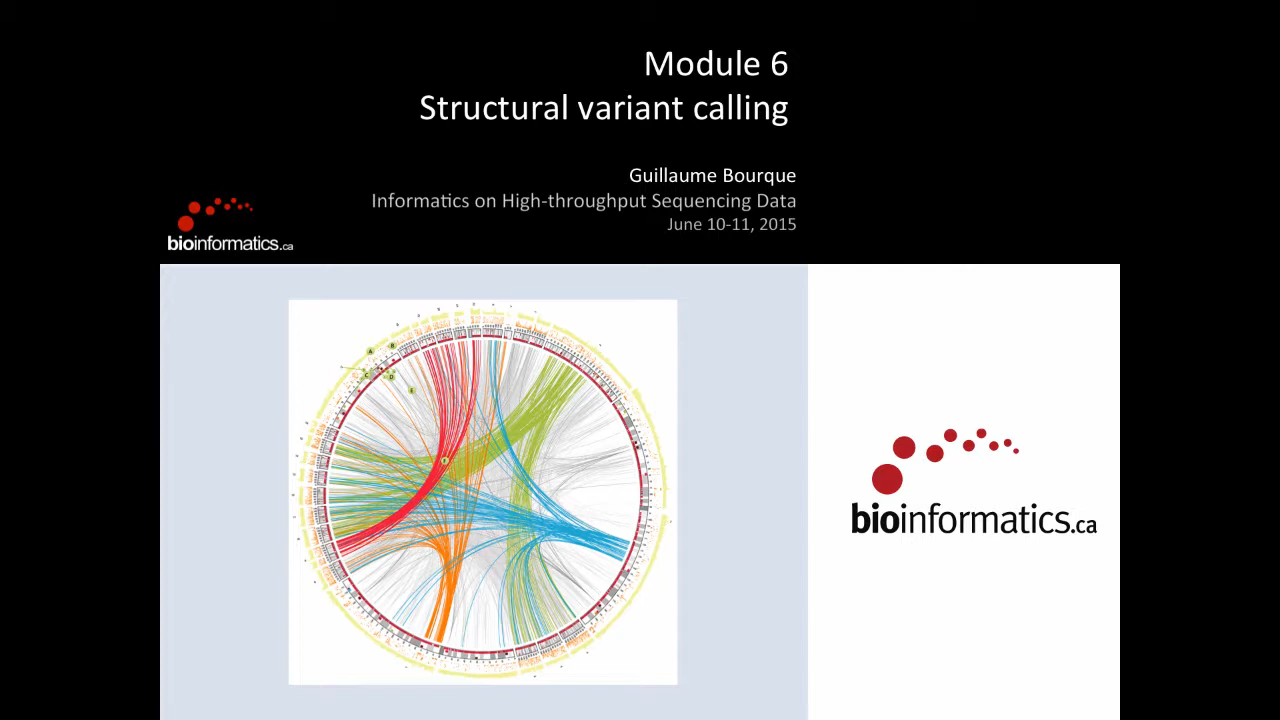 Module 6
Structural variant calling
Guillaume Bourque
Informatics on High-throughput Sequencing Data
June 10-11, 2015
bioinformatics.ca
bioinformatics.ca